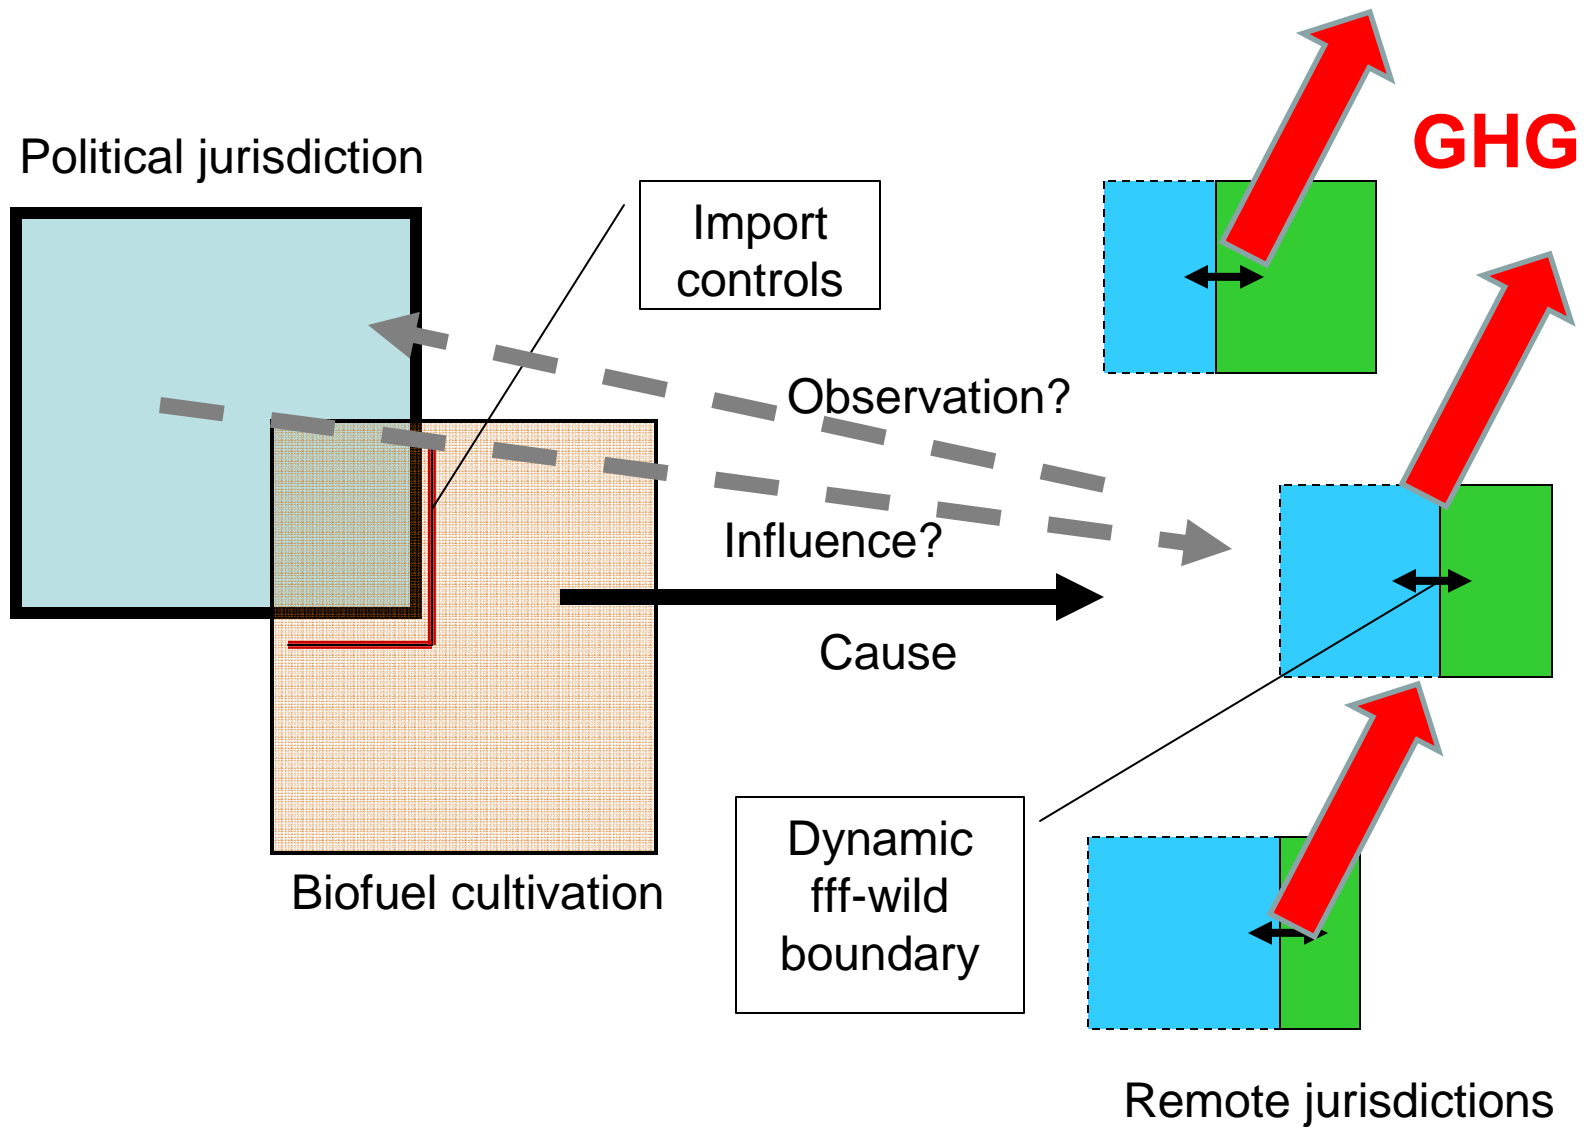 GHG
Political jurisdiction
Import
controls
Observation?
Influence?
Cause
Dynamic
fff-wild
boundary
Biofuel cultivation
Remote jurisdictions